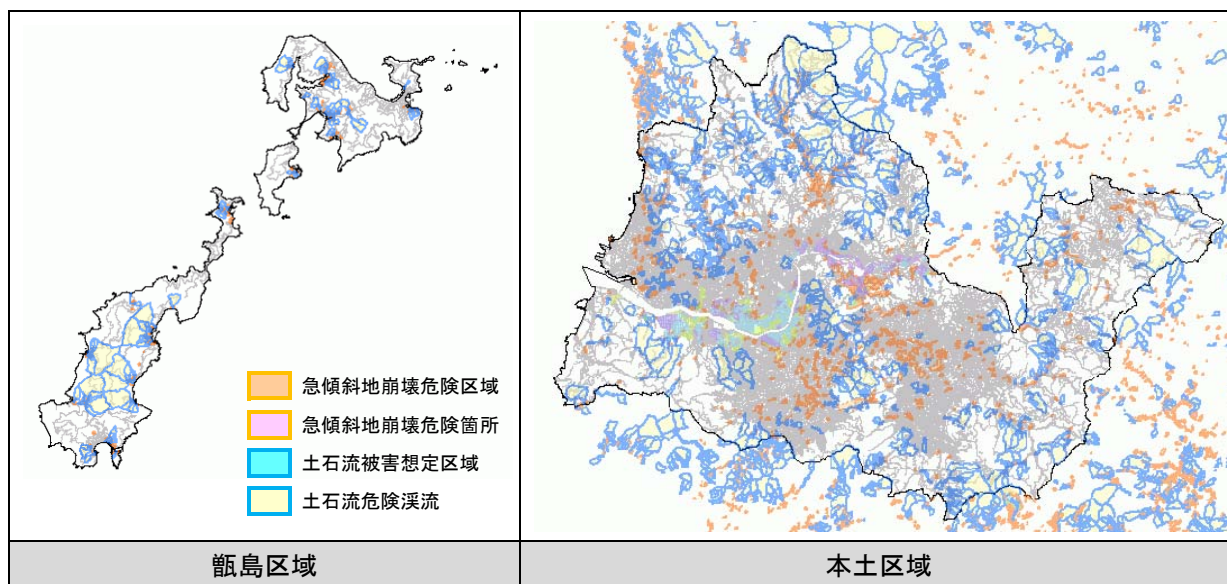 急傾斜地崩壊危険区域
急傾斜地崩壊危険箇所
土石流被害想定区域
土石流危険渓流
甑島区域
本土区域